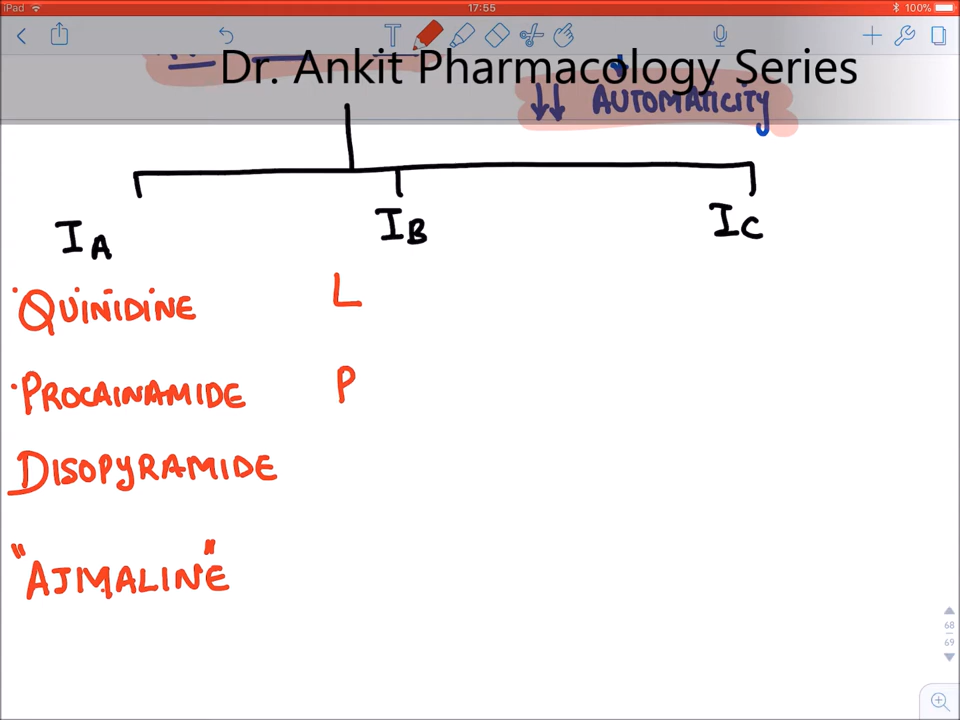 iPad 17:55 100%
T
Dr. Ankit Pharmacology Series
↓↓ AUTOMATICITY
IA IB IC
QUINIDINE L
PROCAINAMIDE P
DISOPYRAMIDE
"AJMALINE"
68
69